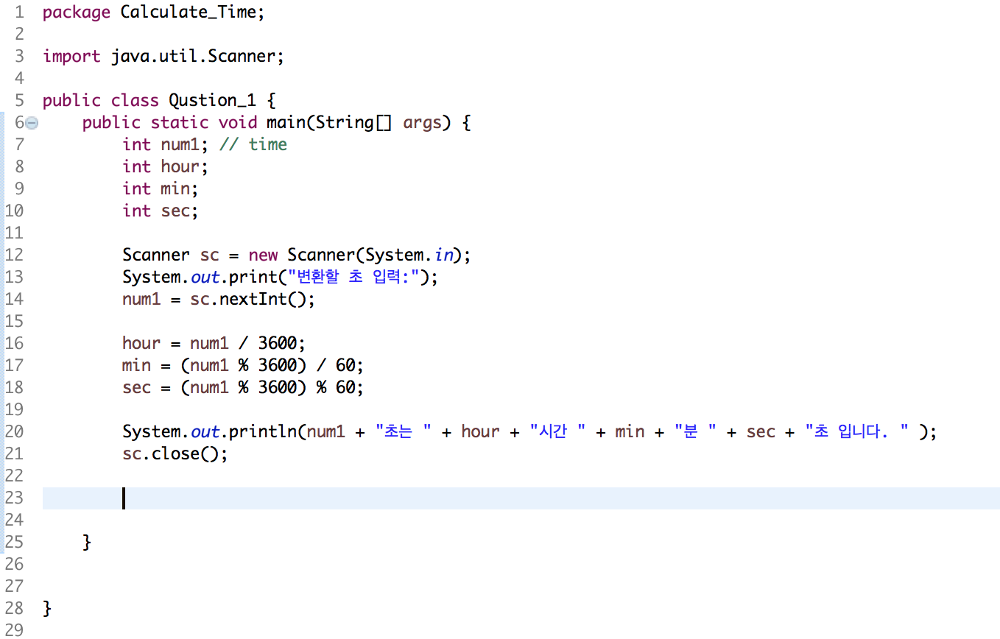 1 package Calculate_Time;
2
3 import java.util.Scanner;
4
5 public class Qustion_1 {
6 public static void main(String[] args) {
7 int num1; // time
8 int hour;
9 int min;
10 int sec;
11
12 Scanner sc = new Scanner(System.in);
13 System.out.print("변환할 초 입력:");
14 num1 = sc.nextInt();
15
16 hour = num1 / 3600;
17 min = (num1 % 3600) / 60;
18 sec = (num1 % 3600) % 60;
19
20 System.out.println(num1 + "초는 " + hour + "시간 " + min + "분 " + sec + "초 입니다. " );
21 sc.close();
22
23
24
25 }
26
27
28 }
29